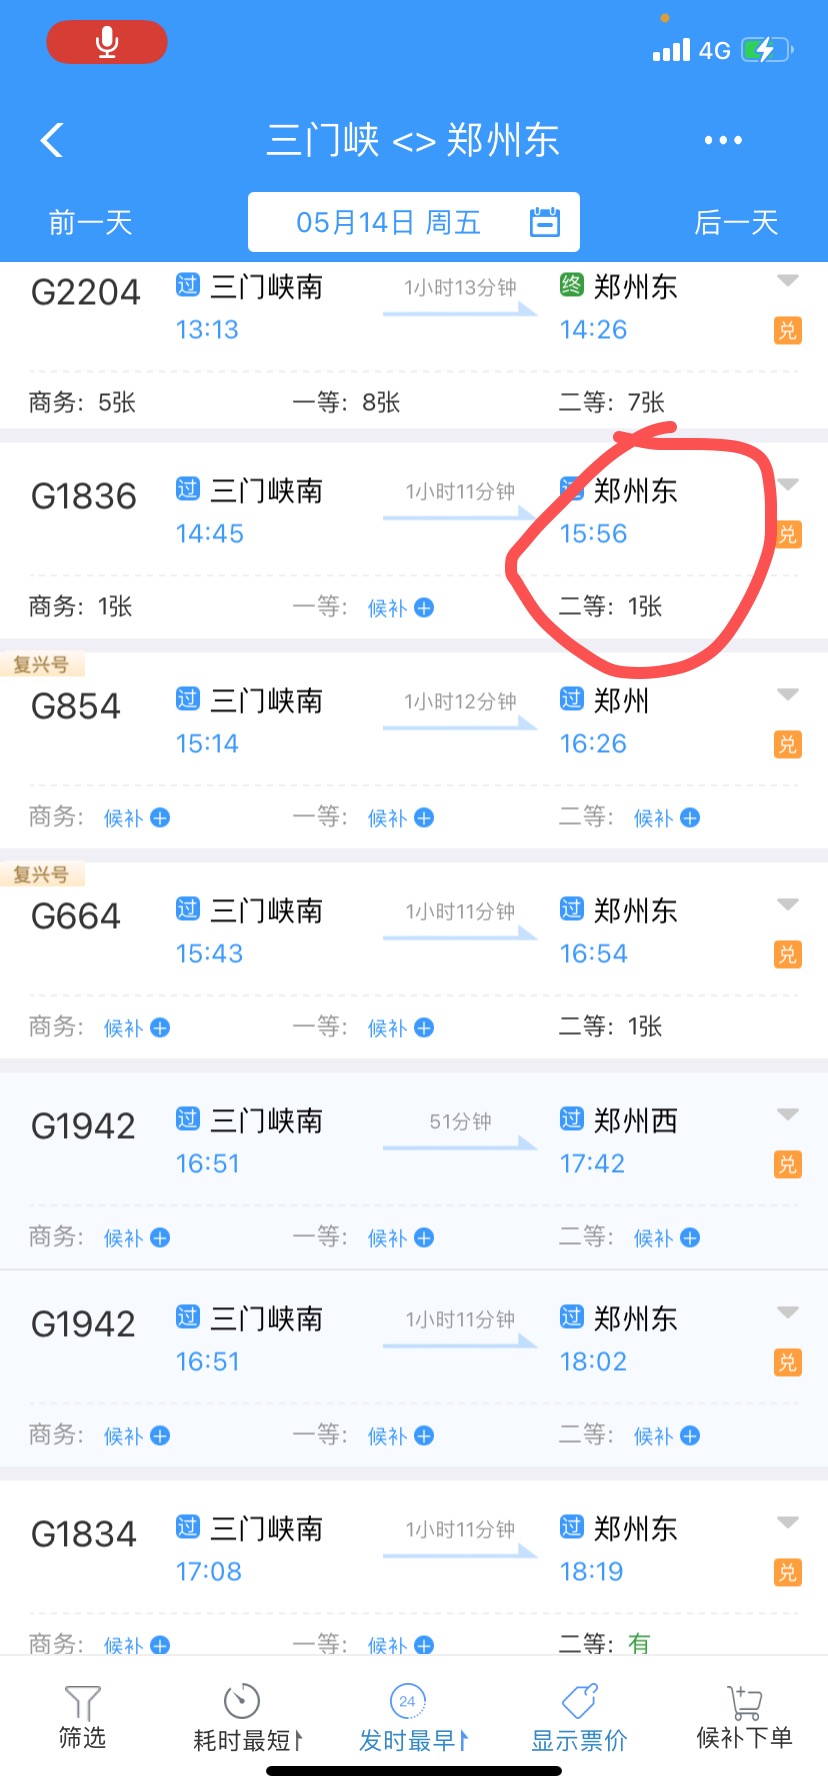 4G
三门峡 <> 郑州东
前一天 05月14日 周五 后一天
G2204 过 三门峡南 1小时13分钟 终 郑州东
13:13 14:26 兑
商务: 5张 一等: 8张 二等: 7张
G1836 过 三门峡南 1小时11分钟 过 郑州东
14:45 15:56 兑
商务: 1张 一等: 候补 二等: 1张
复兴号
G854 过 三门峡南 1小时12分钟 过 郑州
15:14 16:26 兑
商务: 候补 一等: 候补 二等: 候补
复兴号
G664 过 三门峡南 1小时11分钟 过 郑州东
15:43 16:54 兑
商务: 候补 一等: 候补 二等: 1张
G1942 过 三门峡南 51分钟 过 郑州西
16:51 17:42 兑
商务: 候补 一等: 候补 二等: 候补
G1942 过 三门峡南 1小时11分钟 过 郑州东
16:51 18:02 兑
商务: 候补 一等: 候补 二等: 候补
G1834 过 三门峡南 1小时11分钟 过 郑州东
17:08 18:19 兑
商务: 候补 一等: 候补 二等: 有
24
筛选 耗时最短 发时最早 显示票价 候补下单